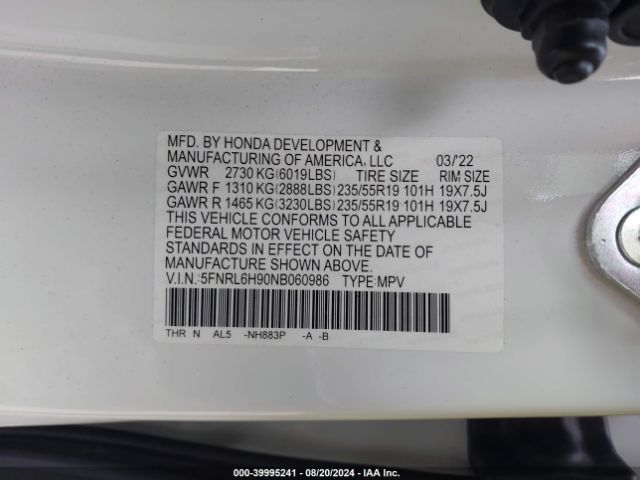 MFD. BY HONDA DEVELOPMENT &
MANUFACTURING OF AMERICA, LLC 03/'22
GVWR 2730 KG(6019LBS) TIRE SIZE RIM SIZE
GAWR F 1310 KG(2888LBS) 235/55R19 101H 19X7.5J
GAWR R 1465 KG(3230LBS) 235/55R19 101H 19X7.5J
THIS VEHICLE CONFORMS TO ALL APPLICABLE
FEDERAL MOTOR VEHICLE SAFETY
STANDARDS IN EFFECT ON THE DATE OF
MANUFACTURE SHOWN ABOVE.
V.I.N.:5FNRL6H90NB060986 TYPE:MPV
THR N AL5 -NH883P -A -B
000-39995241 - 08/20/2024 - IAA Inc.